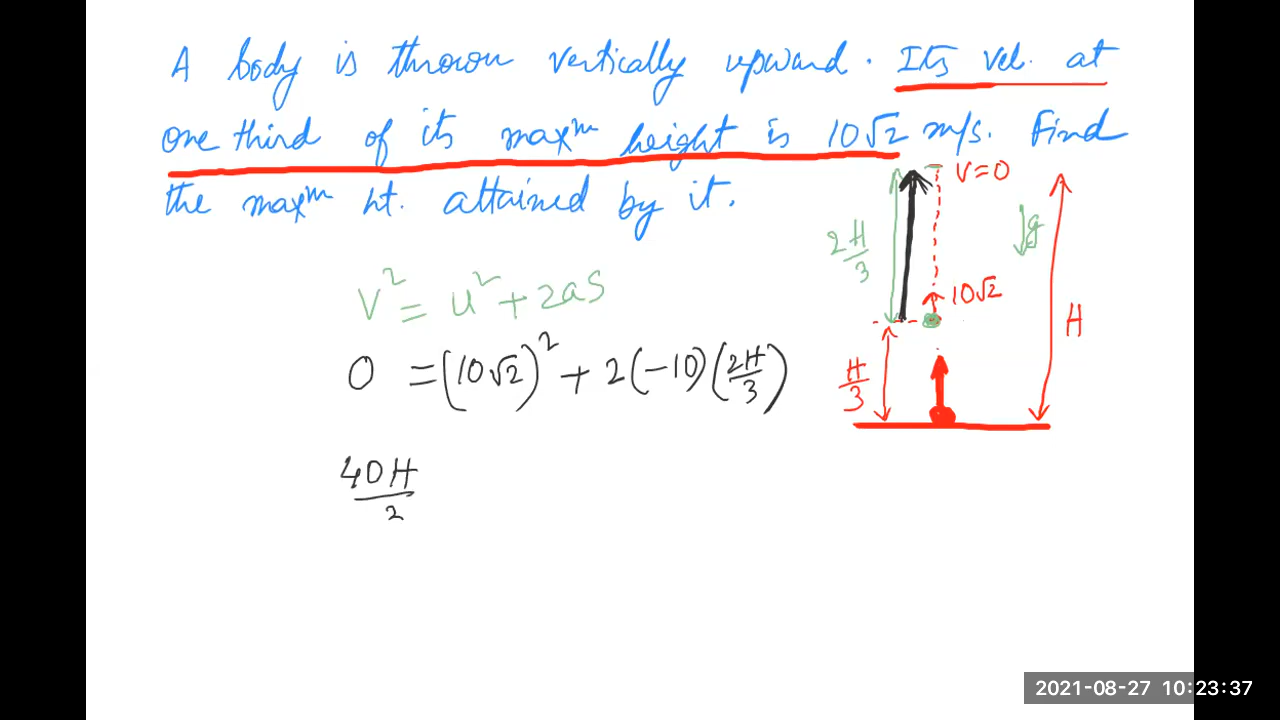 A body is thrown vertically upward. Its vel. at
one third of its maxᵐ height is 10√2 m/s. Find
the maxᵐ ht. attained by it.
V=0
2H/3
↓g
10√2
H
H/3
V² = u² + 2aS
0 = (10√2)² + 2(-10)(2H/3)
40H/3
2021-08-27 10:23:37